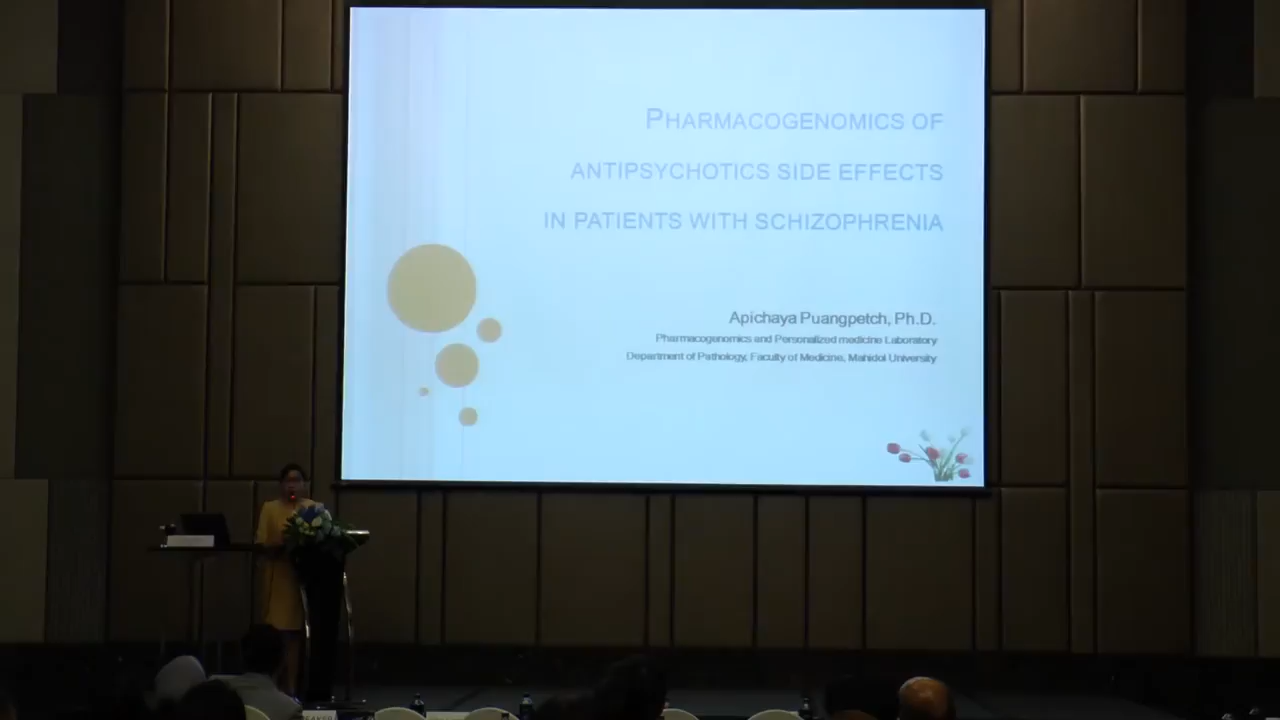 PHARMACOGENOMICS OF
ANTIPSYCHOTICS SIDE EFFECTS
IN PATIENTS WITH SCHIZOPHRENIA
Apichaya Puangpetch, Ph.D.
Pharmacogenomics and Personalized medicine Laboratory
Department of Pathology, Faculty of Medicine, Mahidol University